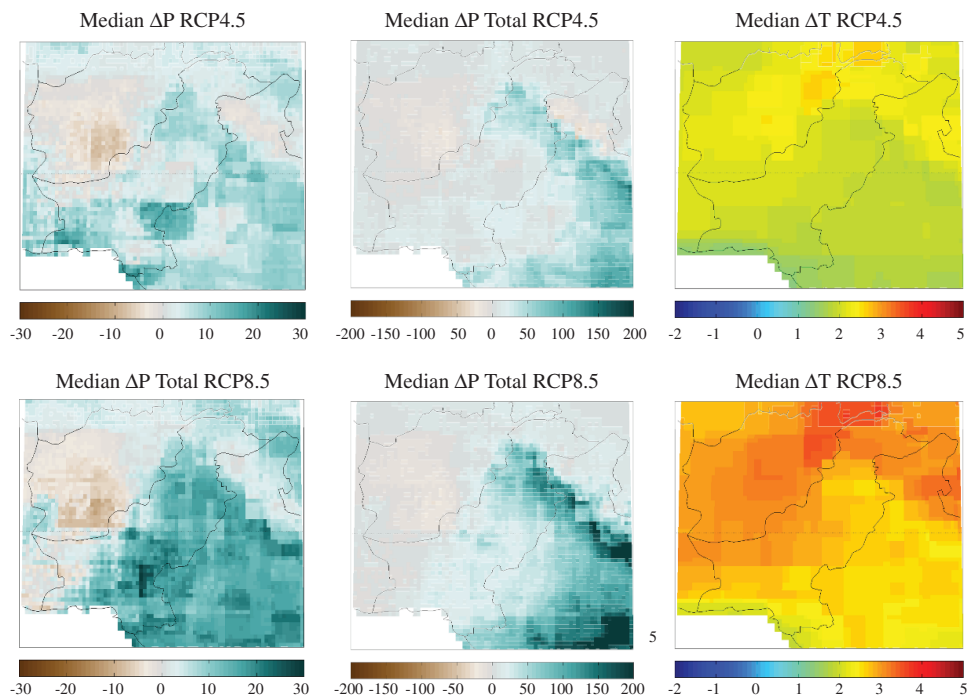 Median ΔP RCP4.5
Median ΔP Total RCP4.5
Median ΔT RCP4.5
-30 -20 -10 0 10 20 30
-200 -150 -100 50 0 50 100 150 200
-2 -1 0 1 2 3 4 5
Median ΔP Total RCP8.5
Median ΔP Total RCP8.5
Median ΔT RCP8.5
5
-30 -20 -10 0 10 20 30
-200 -150 -100 50 0 50 100 150 200
-2 -1 0 1 2 3 4 5